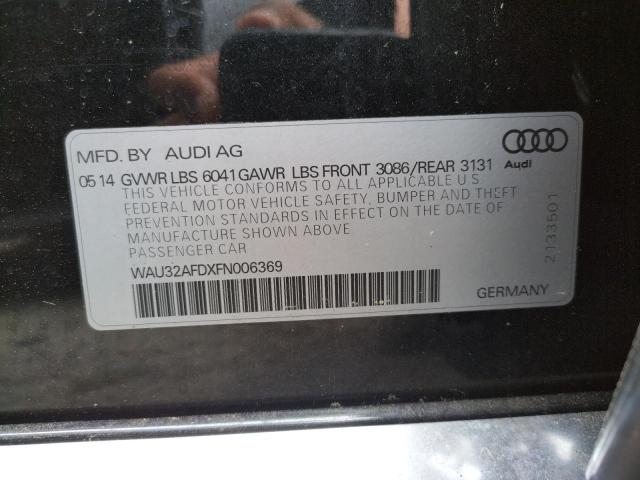 MFD. BY AUDI AG
Audi
05 14 GVWR LBS 6041 GAWR LBS FRONT 3086/REAR 3131
THIS VEHICLE CONFORMS TO ALL APPLICABLE U S
FEDERAL MOTOR VEHICLE SAFETY, BUMPER AND THEFT
PREVENTION STANDARDS IN EFFECT ON THE DATE OF
MANUFACTURE SHOWN ABOVE
PASSENGER CAR
WAU32AFDXFN006369
GERMANY
2133501